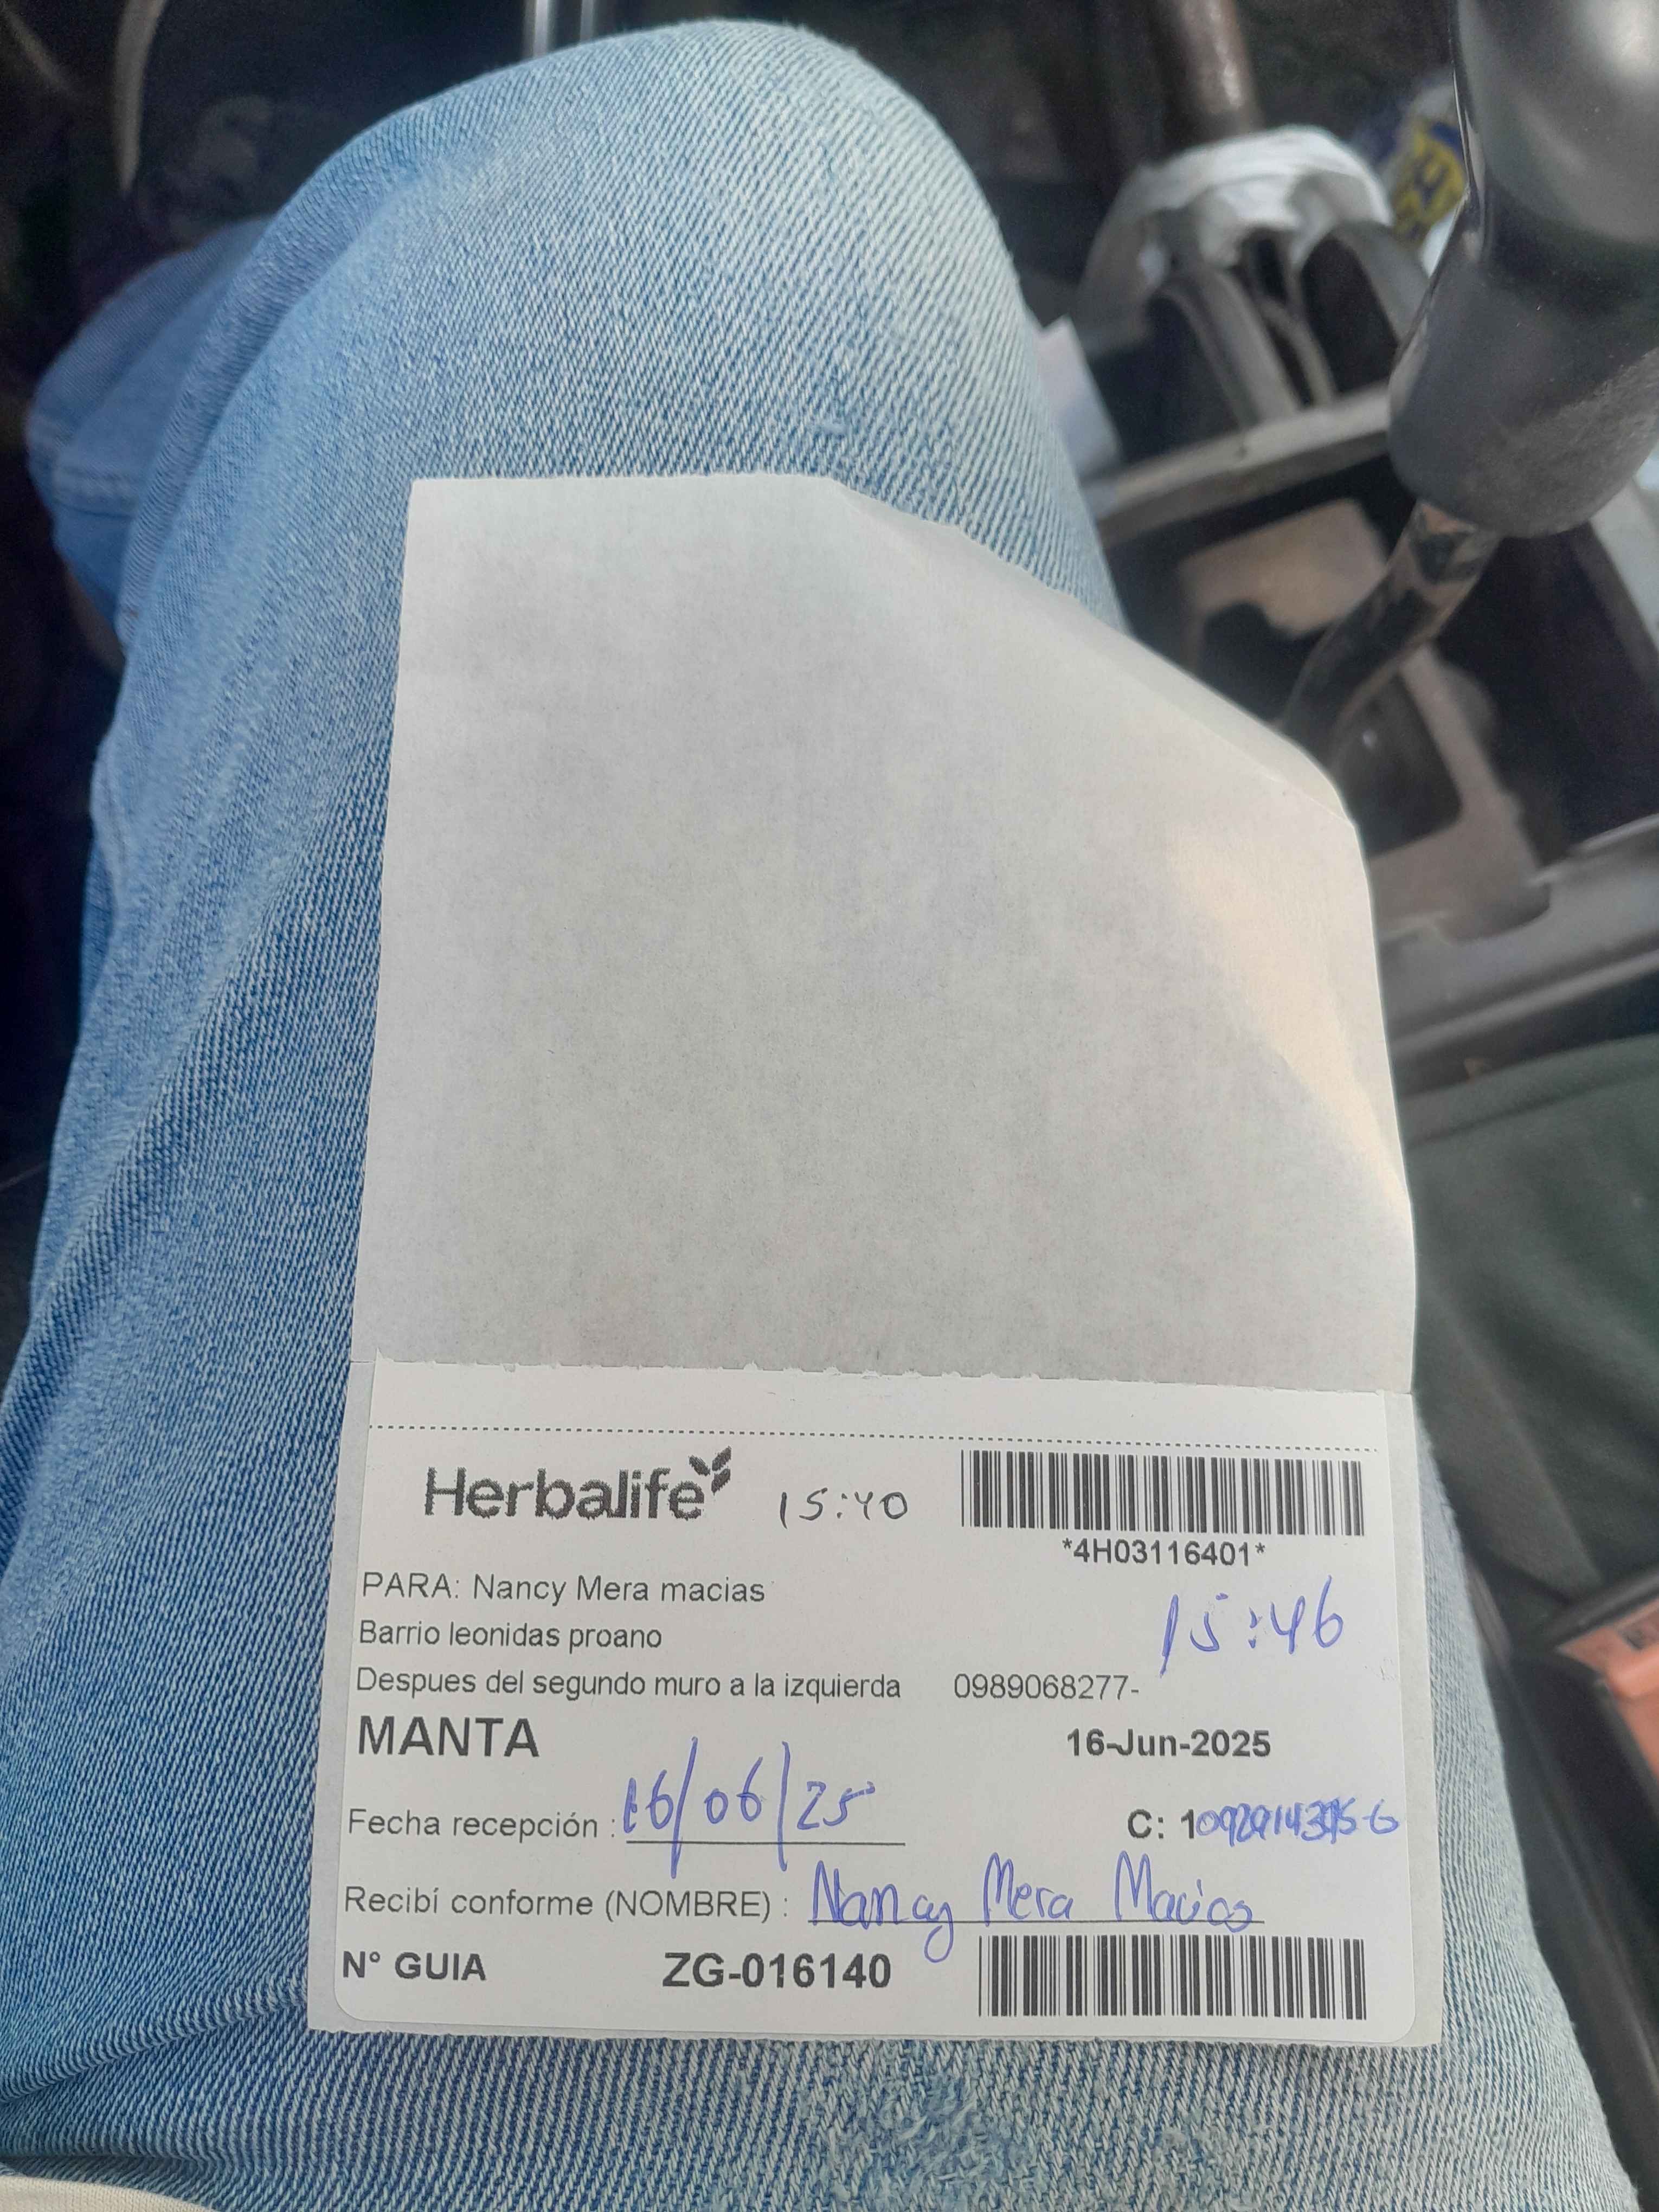 Herbalife 15:40
*4H03116401*
PARA: Nancy Mera macias
15:46
Barrio leonidas proano
Despues del segundo muro a la izquierda 0989068277-
MANTA 16-Jun-2025
Fecha recepción : 16/06/25 C: 1
Recibí conforme (NOMBRE) : Nancy Mera Macias
N° GUIA ZG-016140